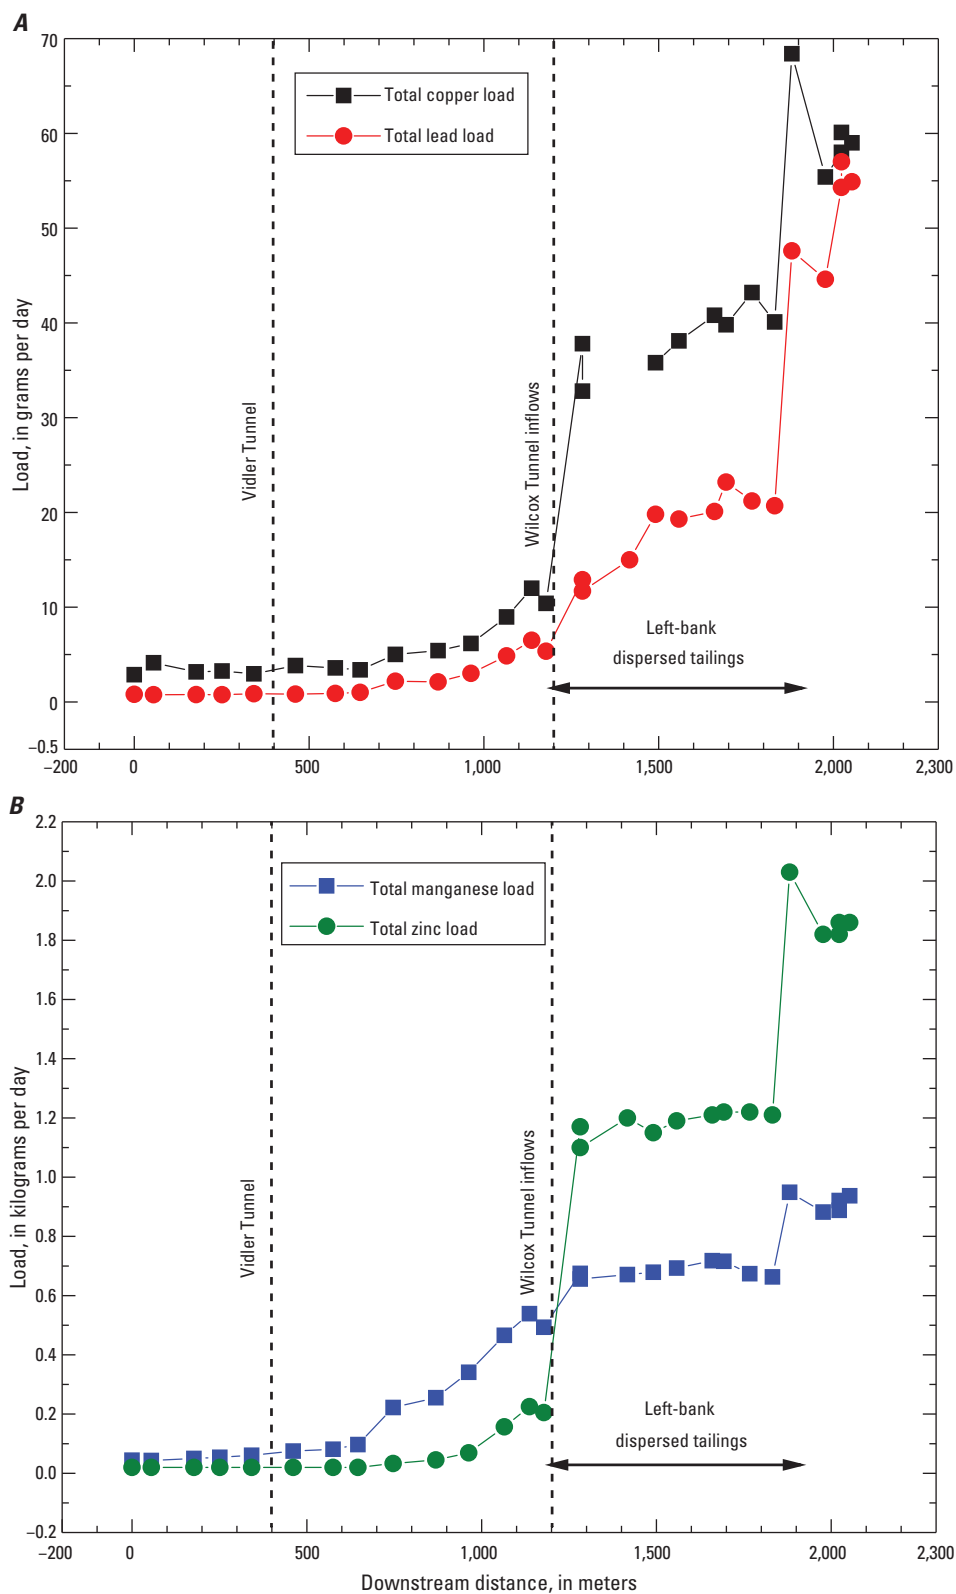 A
70
60
50
40
30
20
10
0
–0.5
Load, in grams per day
Total copper load
Total lead load
Vidler Tunnel
Wilcox Tunnel inflows
Left-bank
dispersed tailings
–200
0
500
1,000
1,500
2,000
2,300
B
2.2
2.0
1.8
1.6
1.4
1.2
1.0
0.8
0.6
0.4
0.2
0.0
–0.2
Load, in kilograms per day
Total manganese load
Total zinc load
Vidler Tunnel
Wilcox Tunnel inflows
Left-bank
dispersed tailings
–200
0
500
1,000
1,500
2,000
2,300
Downstream distance, in meters